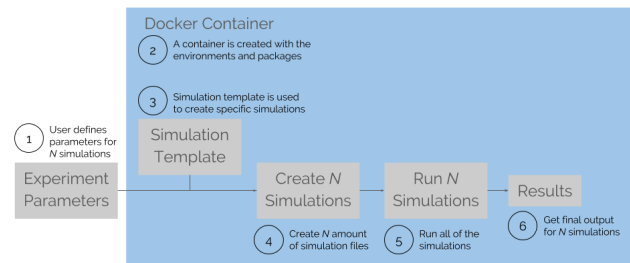 Docker Container
2
A container is created with the
environments and packages
3
Simulation template is used
to create specific simulations
1
User defines
parameters for
N simulations
Simulation
Template
Experiment
Parameters
Create N
Simulations
Run N
Simulations
Results
4
Create N amount
of simulation files
5
Run all of the
simulations
6
Get final output
for N simulations